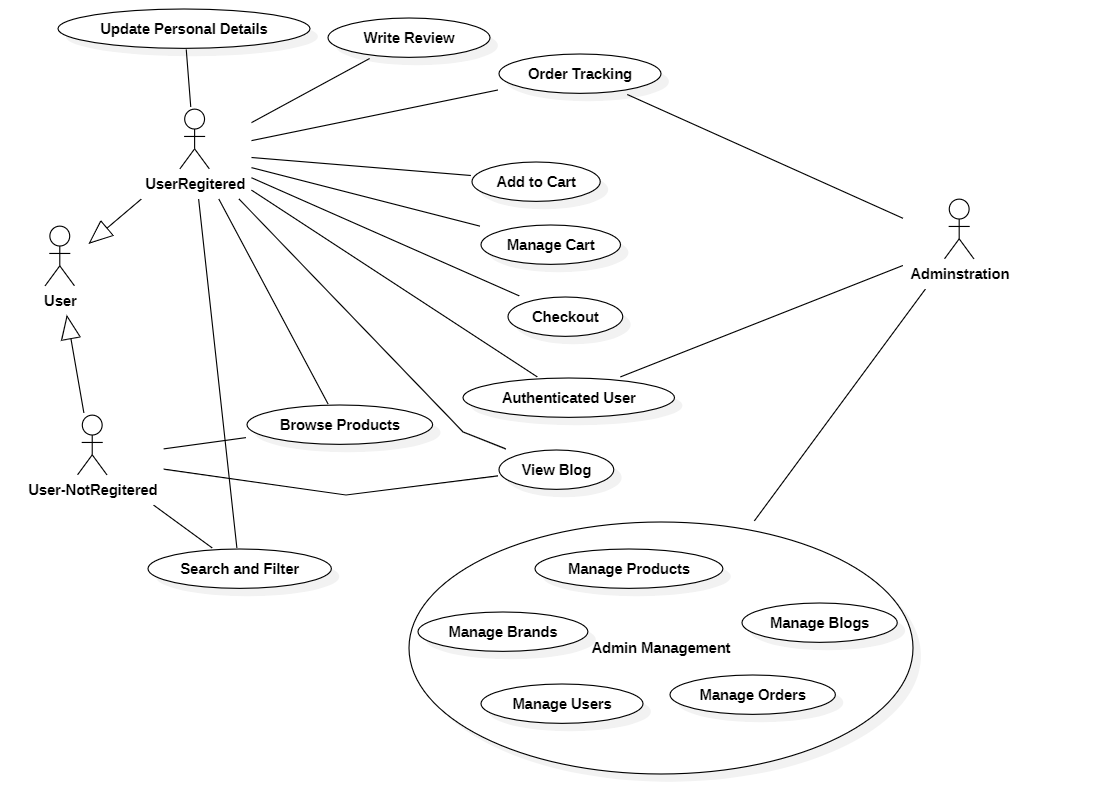 Update Personal Details
Write Review
Order Tracking
UserRegitered
Add to Cart
Manage Cart
Adminstration
User
Checkout
Authenticated User
Browse Products
View Blog
User-NotRegitered
Search and Filter
Manage Products
Manage Brands
Manage Blogs
Admin Management
Manage Users
Manage Orders